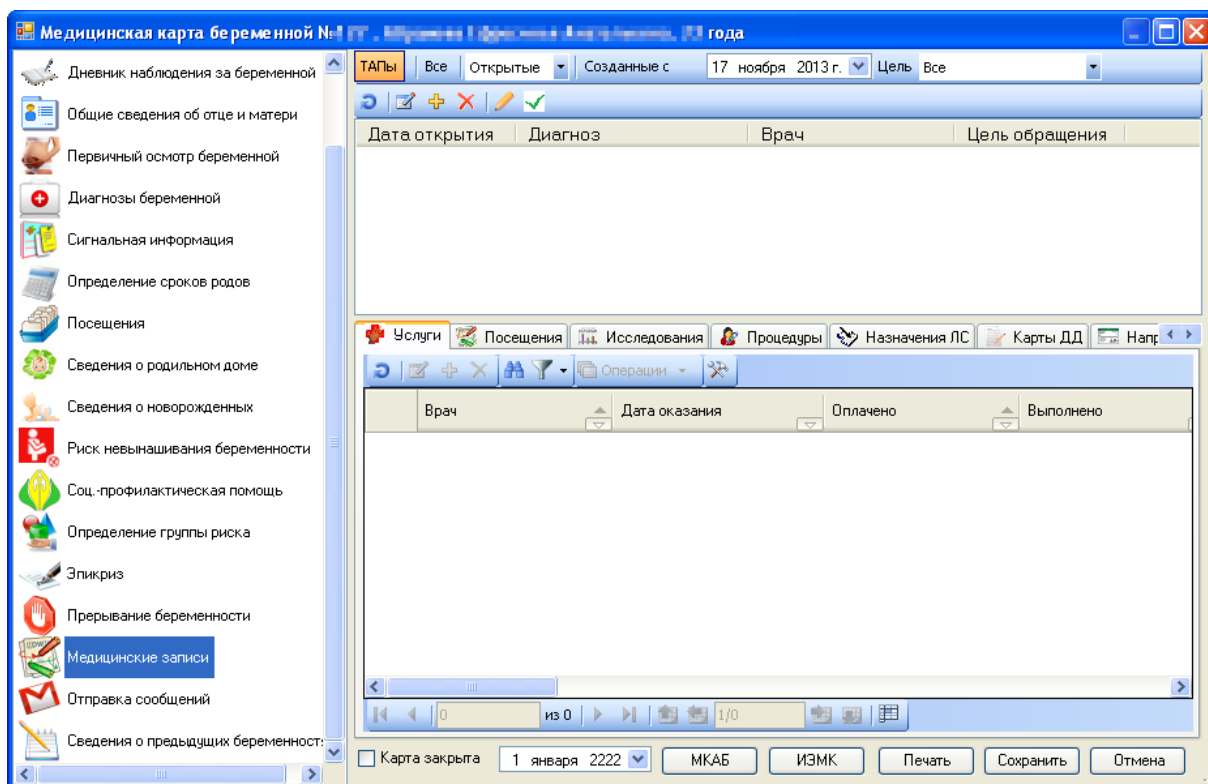 Медицинская карта беременной №
года
Дневник наблюдения за беременной
Общие сведения об отце и матери
Первичный осмотр беременной
Диагнозы беременной
Сигнальная информация
Определение сроков родов
Посещения
Сведения о родильном доме
Сведения о новорожденных
Риск невынашивания беременности
Соц.-профилактическая помощь
Определение группы риска
Эпикриз
Прерывание беременности
Медицинские записи
Отправка сообщений
Сведения о предыдущих беременност
ТАПы Все Открытые Созданные с 17 ноября 2013 г. Цель Все
Дата открытия Диагноз Врач Цель обращения
Услуги Посещения Исследования Процедуры Назначения ЛС Карты ДД Напр
Операции
Врач Дата оказания Оплачено Выполнено
0 из 0 1/0
Карта закрыта 1 января 2222 МКАБ ИЭМК Печать Сохранить Отмена